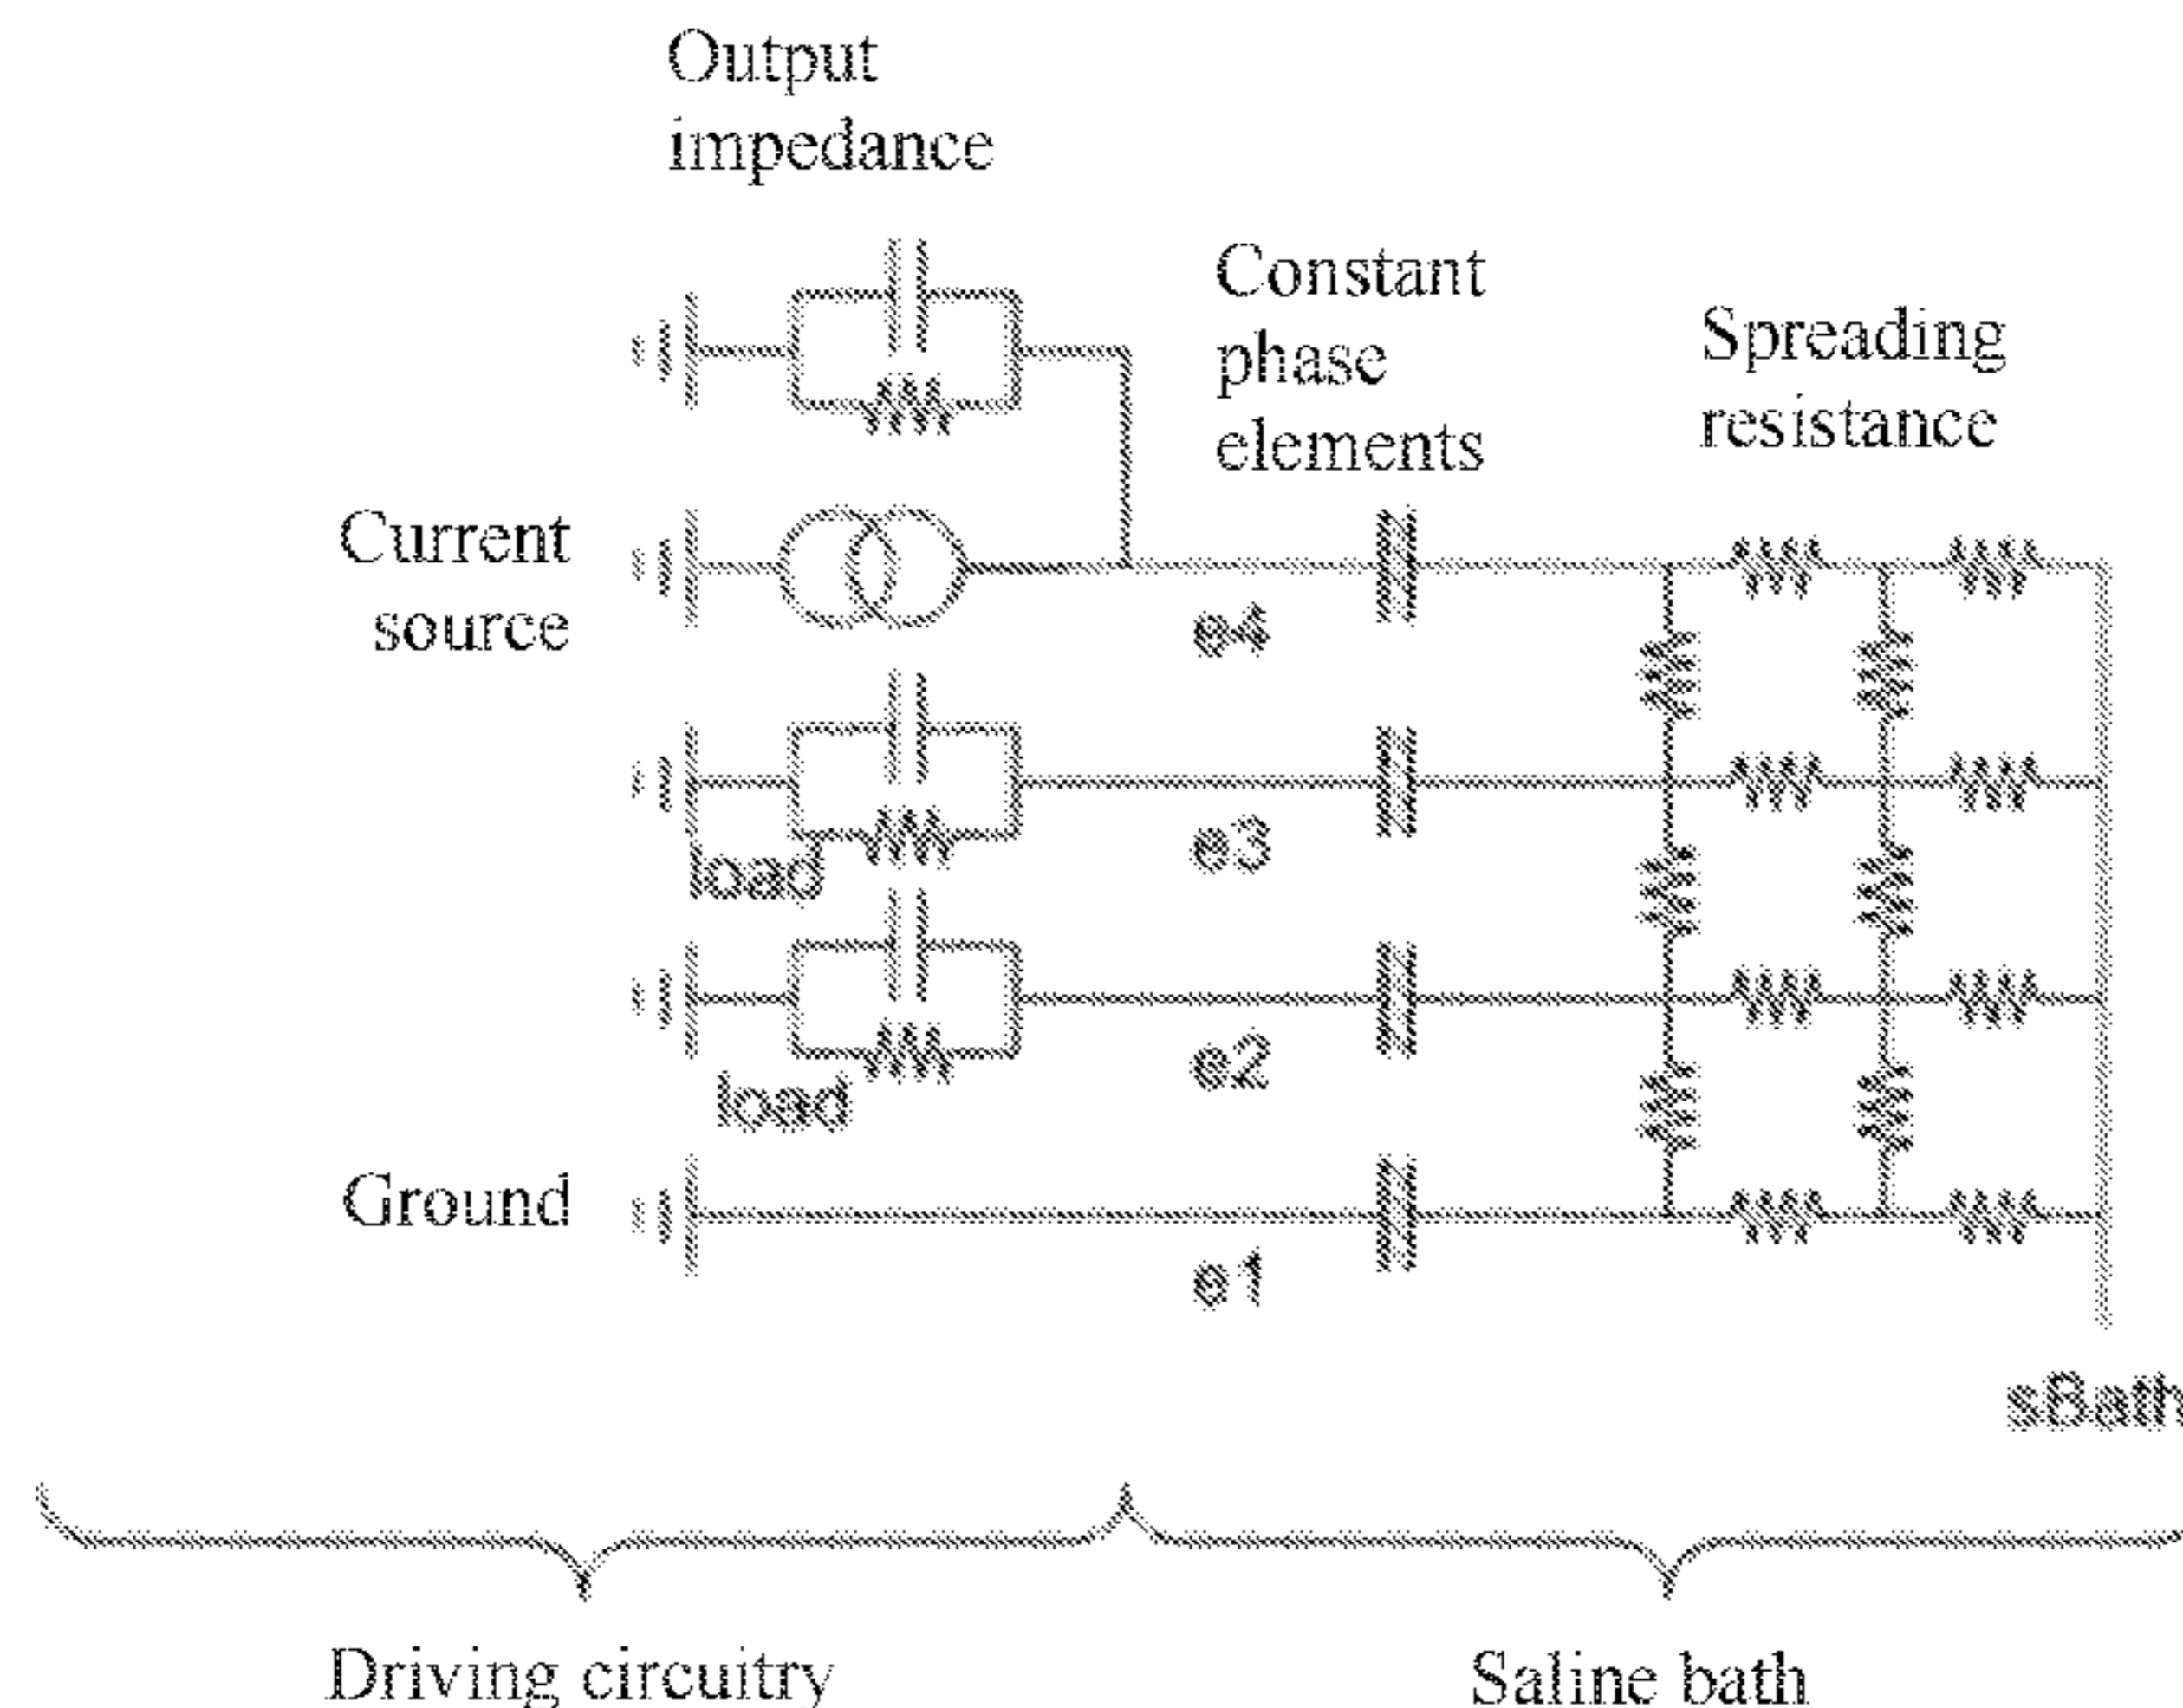 Output
impedance
Constant
phase
elements
Spreading
resistance
Current
source
e4
load
e3
load
e2
Ground
e1
sBath
Driving circuitry
Saline bath